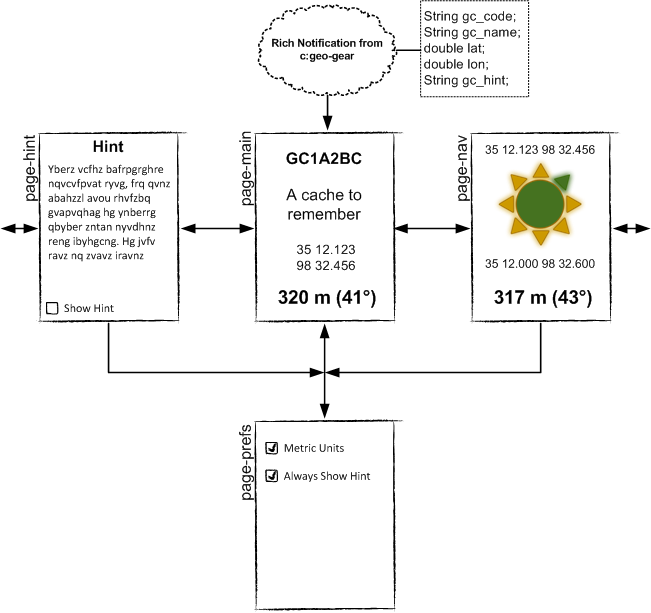 Rich Notification from
c:geo-gear
String gc_code;
String gc_name;
double lat;
double lon;
String gc_hint;
page-hint
Hint
Yberz vcfhz bafrpgrghre
nqvcvfpvat ryvg, frq qvnz
abahzzl avou rhvfzbq
gvapvqhag hg ynberrg
qbyber zntan nyvdhnz
reng ibyhgcng. Hg jvfv
ravz nq zvavz iravnz
Show Hint
page-main
GC1A2BC
A cache to
remember
35 12.123
98 32.456
320 m (41°)
page-nav
35 12.123 98 32.456
35 12.000 98 32.600
317 m (43°)
page-prefs
Metric Units
Always Show Hint